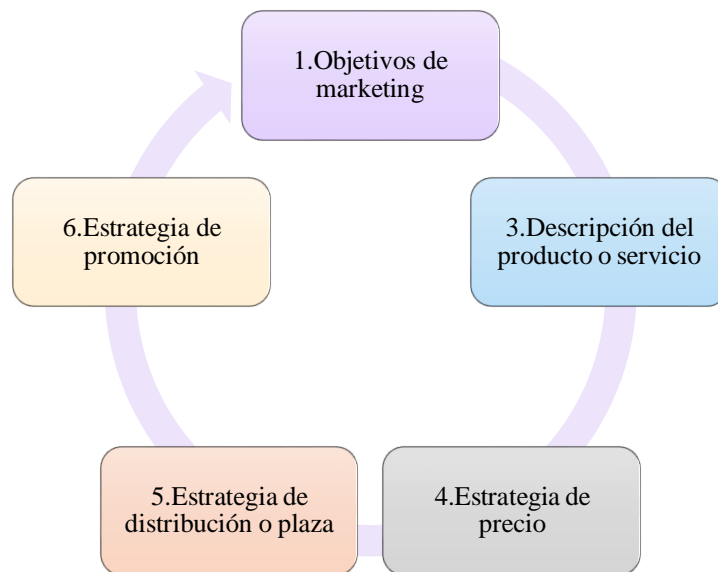 1.Objetivos de
marketing
3.Descripción del
producto o servicio
4.Estrategia de
precio
5.Estrategia de
distribución o plaza
6.Estrategia de
promoción